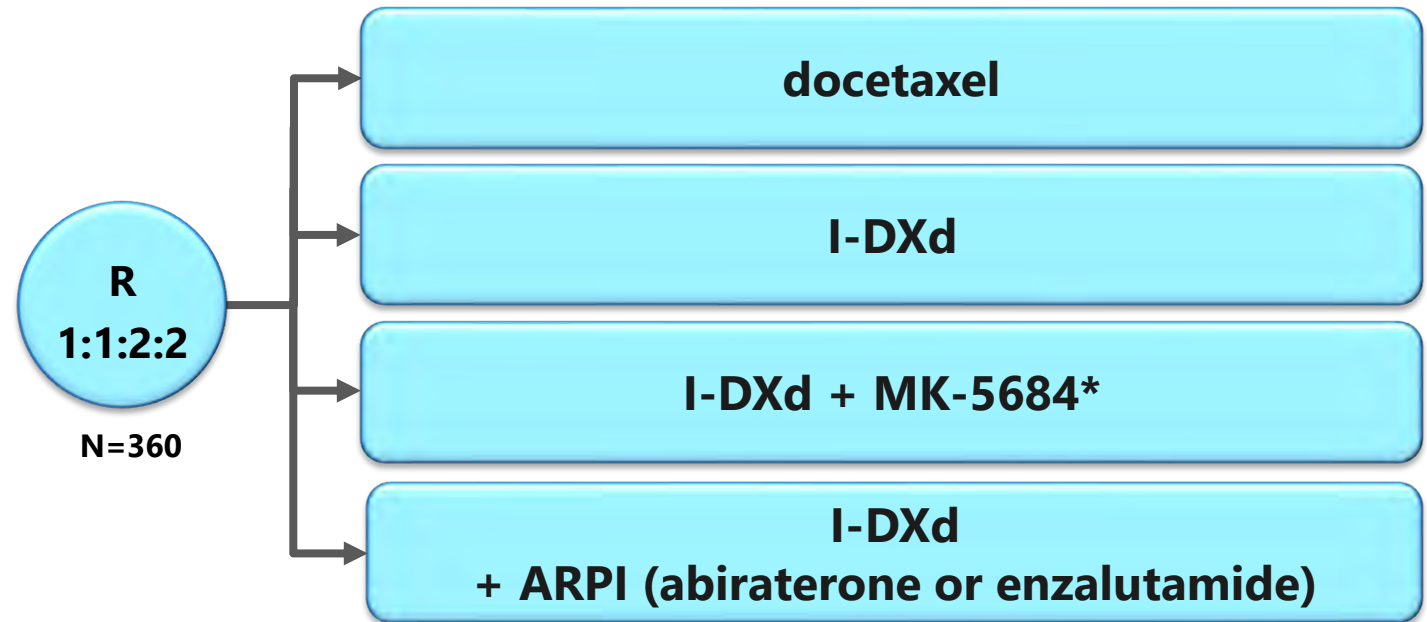 docetaxel
I-DXd
R
1:1:2:2
N=360
I-DXd + MK-5684*
I-DXd
+ ARPI (abiraterone or enzalutamide)